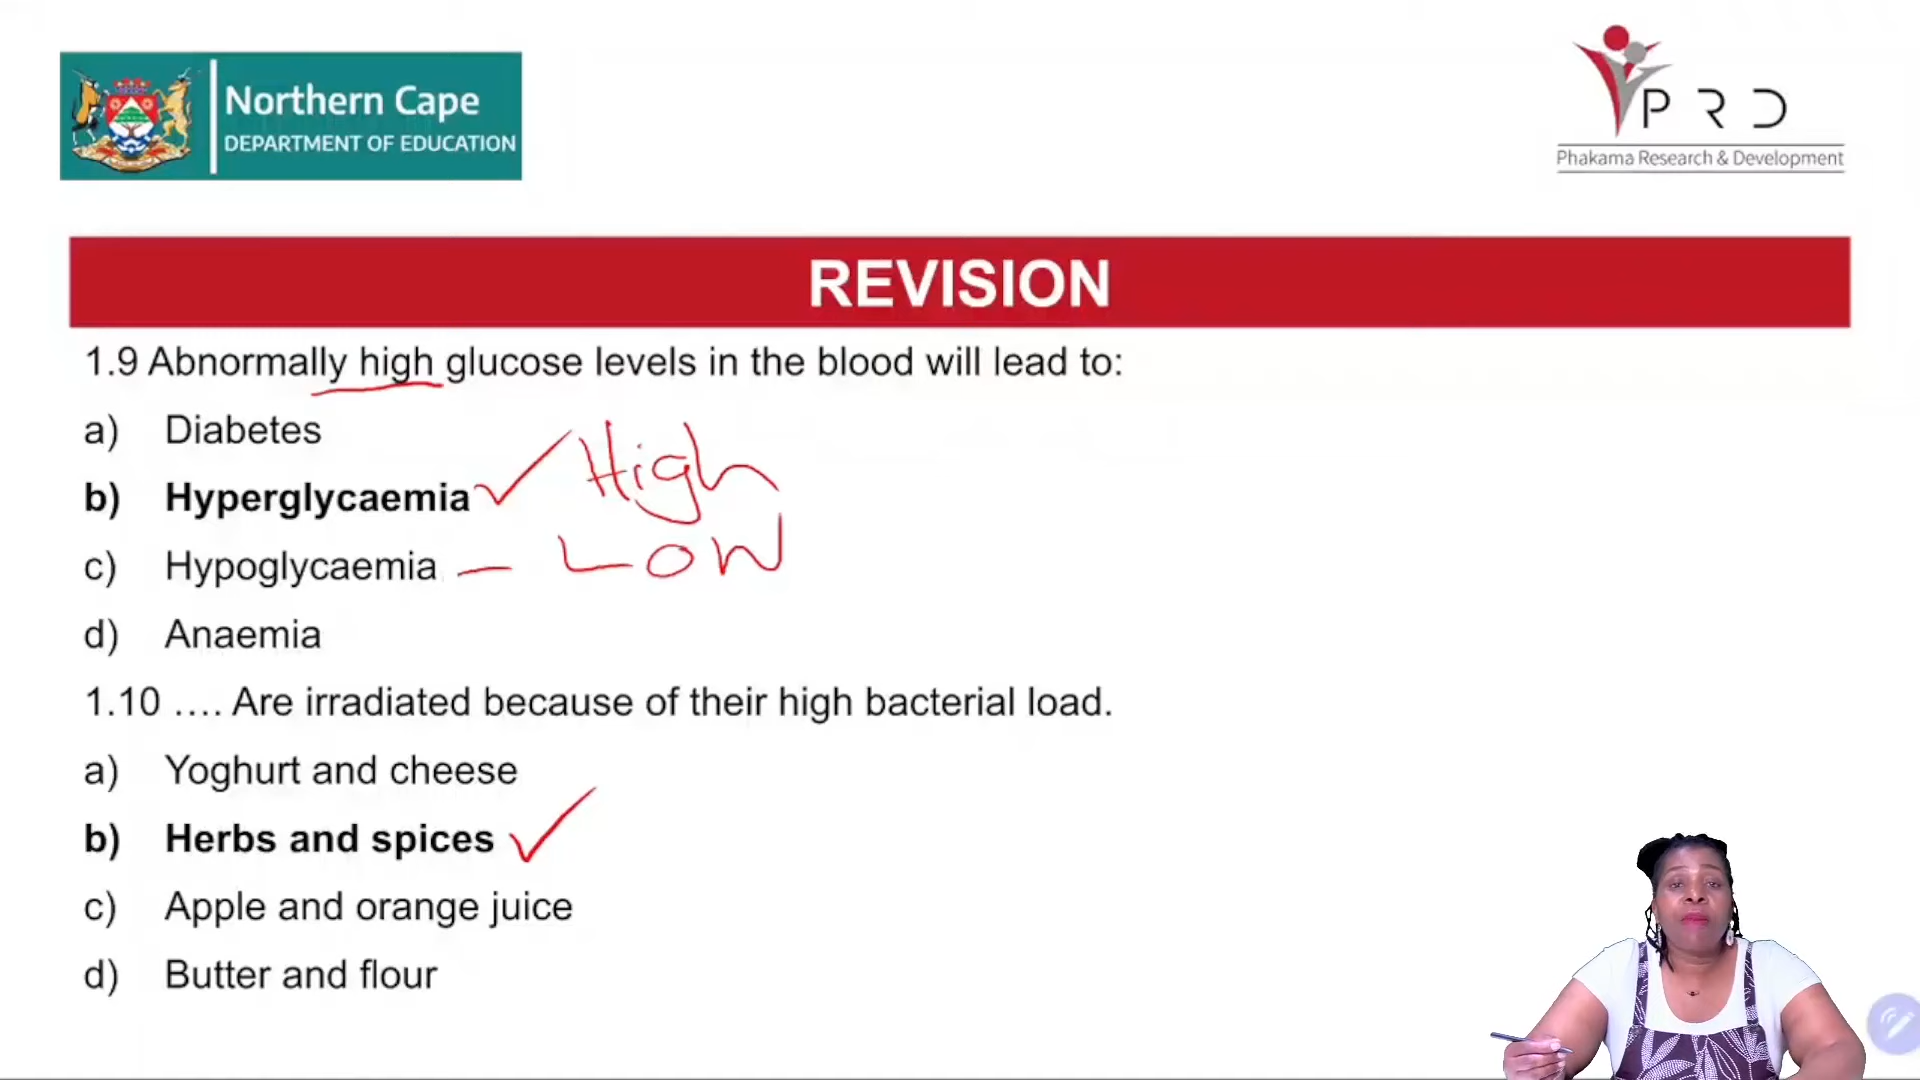 Northern Cape
DEPARTMENT OF EDUCATION
PRD
Phakama Research & Development
REVISION
1.9 Abnormally high glucose levels in the blood will lead to:
a) Diabetes
b) Hyperglycaemia High
c) Hypoglycaemia – LOW
d) Anaemia
1.10 .... Are irradiated because of their high bacterial load.
a) Yoghurt and cheese
b) Herbs and spices
c) Apple and orange juice
d) Butter and flour